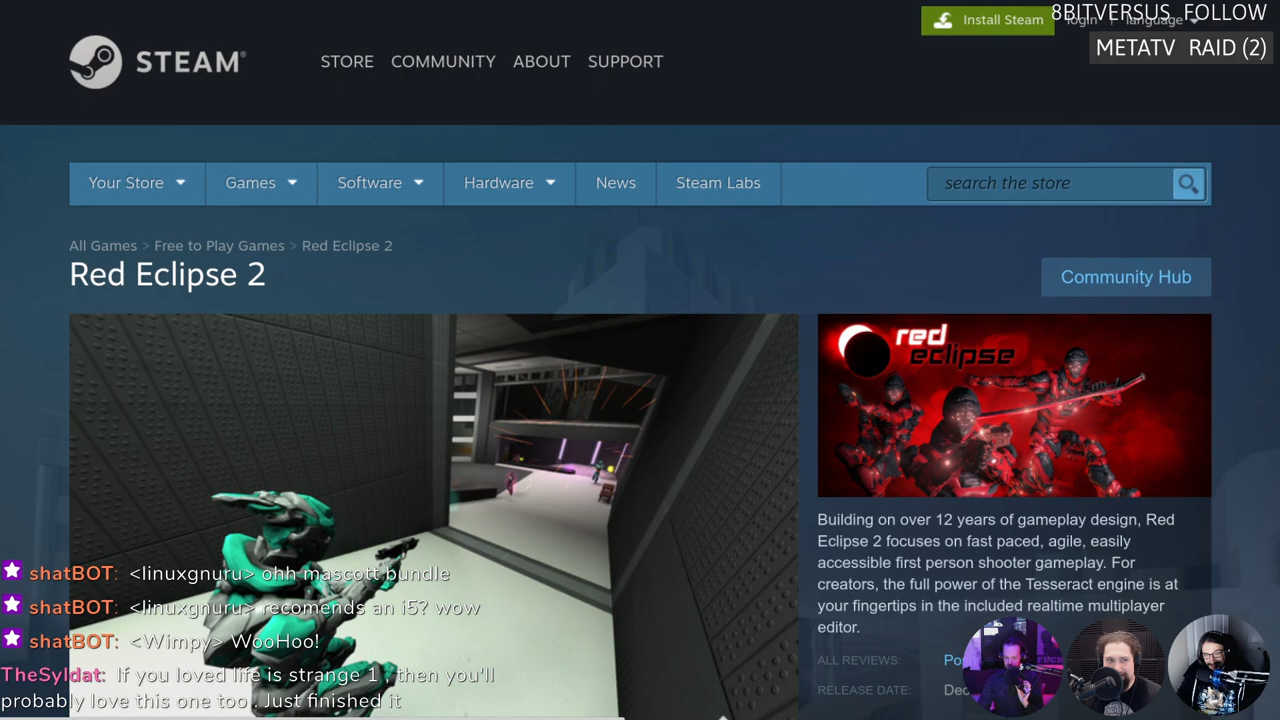 8BITVERSUS_FOLLOW
Install Steam
login | language
METATV RAID (2)
STEAM®
STORE COMMUNITY ABOUT SUPPORT
Your Store Games Software Hardware News Steam Labs search the store
All Games > Free to Play Games > Red Eclipse 2
Red Eclipse 2
Community Hub
red
eclipse
Building on over 12 years of gameplay design, Red
Eclipse 2 focuses on fast paced, agile, easily
accessible first person shooter gameplay. For
creators, the full power of the Tesseract engine is at
your fingertips in the included realtime multiplayer
editor.
ALL REVIEWS:
RELEASE DATE:
shatBOT: <linuxgnuru> ohh mascott bundle
shatBOT: <linuxgnuru> recomends an i5? wow
shatBOT: <Wimpy> WooHoo!
TheSyldat: If you loved life is strange 1 , then you'll
probably love this one too . Just finished it